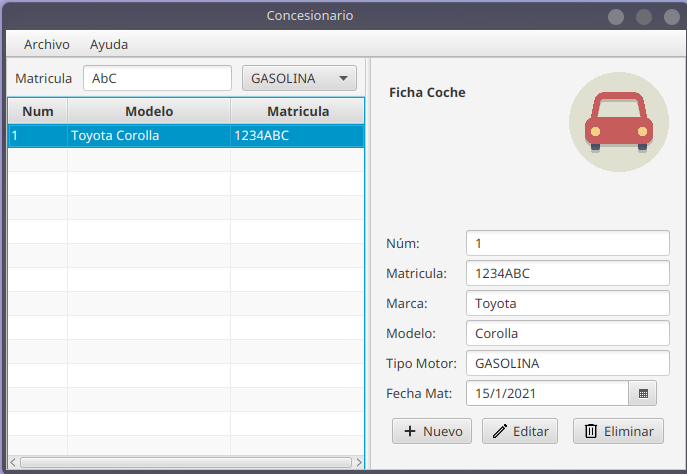 Concesionario
Archivo Ayuda
Matricula AbC GASOLINA
Num Modelo Matricula
1 Toyota Corolla 1234ABC
Ficha Coche
Núm: 1
Matricula: 1234ABC
Marca: Toyota
Modelo: Corolla
Tipo Motor: GASOLINA
Fecha Mat: 15/1/2021
Nuevo Editar Eliminar